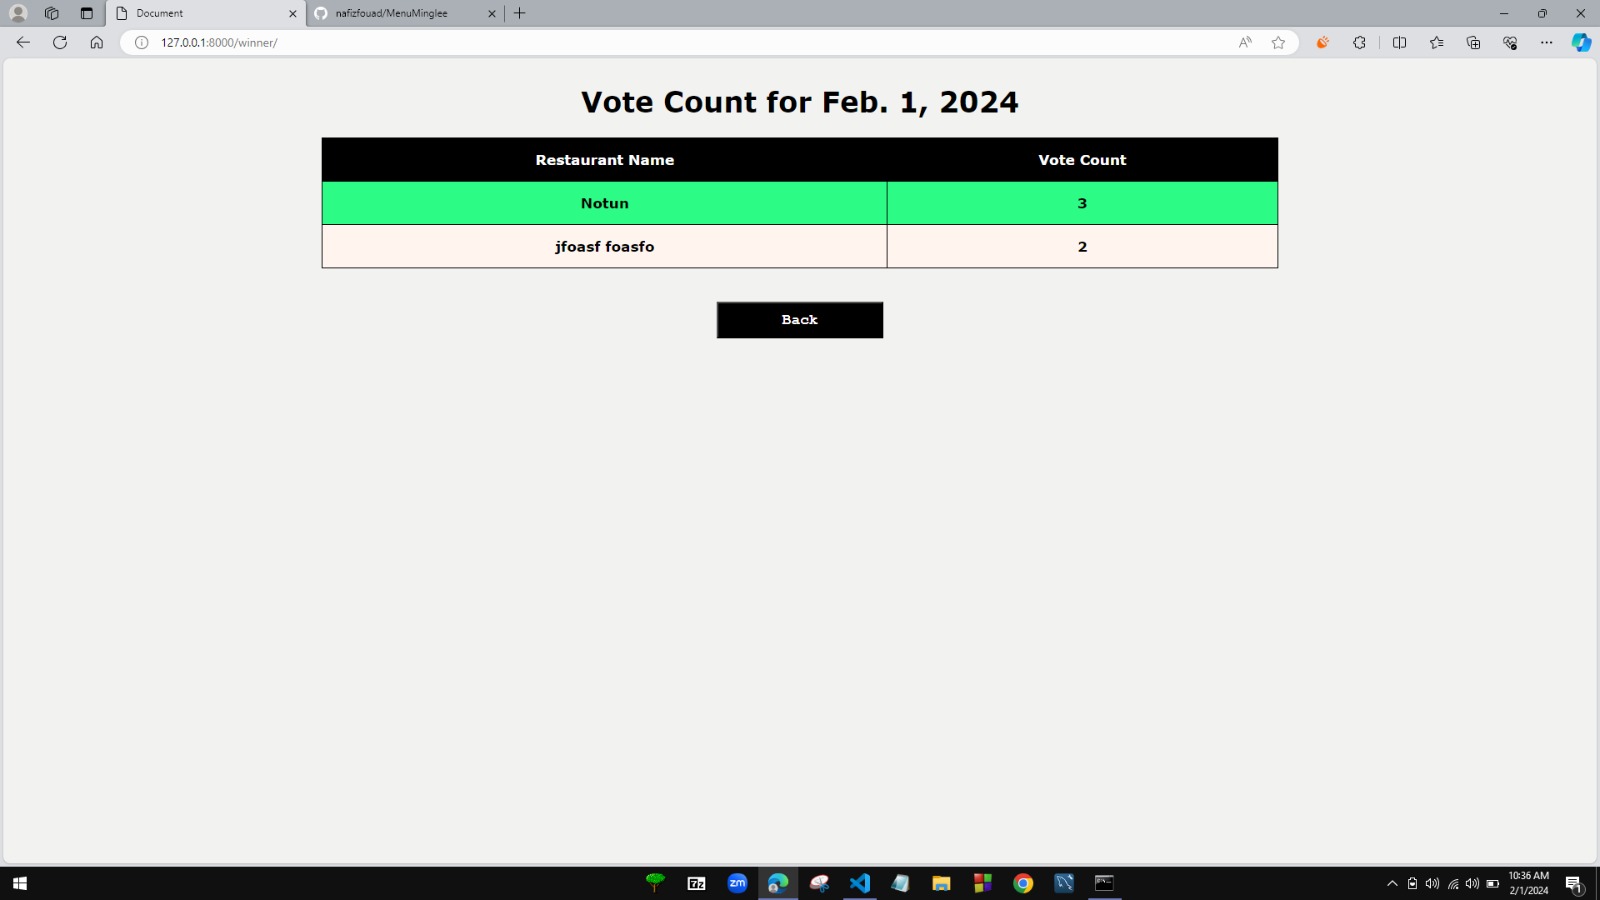 Document
nafizfouad/MenuMinglee
127.0.0.1:8000/winner/
Vote Count for Feb. 1, 2024
Restaurant Name Vote Count
Notun 3
jfoasf foasfo 2
Back
7z
zm
10:36 AM
2/1/2024
1